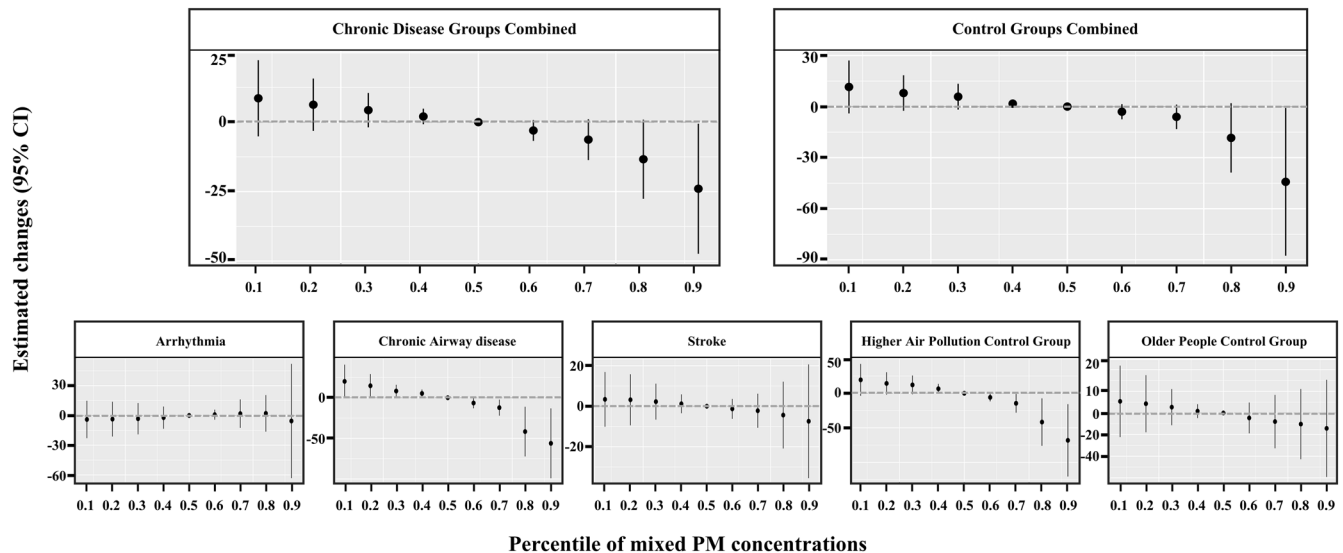 Estimated changes (95% CI)
Chronic Disease Groups Combined
25
0
-25
-50
0.1 0.2 0.3 0.4 0.5 0.6 0.7 0.8 0.9
Control Groups Combined
30
0
-30
-60
-90
0.1 0.2 0.3 0.4 0.5 0.6 0.7 0.8 0.9
Arrhythmia
30
0
-30
-60
0.1 0.2 0.3 0.4 0.5 0.6 0.7 0.8 0.9
Chronic Airway disease
0
-50
0.1 0.2 0.3 0.4 0.5 0.6 0.7 0.8 0.9
Stroke
20
0
-20
0.1 0.2 0.3 0.4 0.5 0.6 0.7 0.8 0.9
Higher Air Pollution Control Group
50
0
-50
0.1 0.2 0.3 0.4 0.5 0.6 0.7 0.8 0.9
Older People Control Group
20
10
0
-20
-40
0.1 0.2 0.3 0.4 0.5 0.6 0.7 0.8 0.9
Percentile of mixed PM concentrations